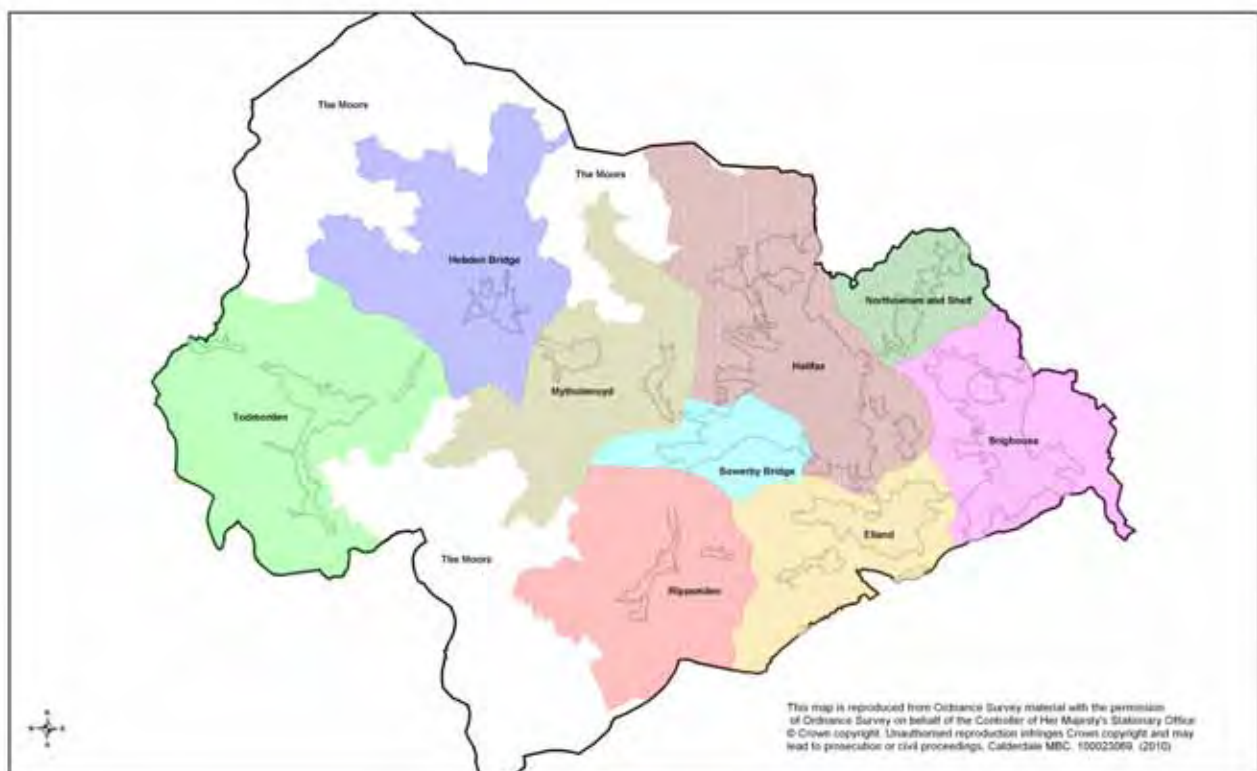 The Moors
The Moors
Hebden Bridge
Northowram and Shelf
Halifax
Mytholmroyd
Todmorden
Brighouse
Sowerby Bridge
Elland
The Moors
Ripponden
This map is reproduced from Ordnance Survey material with the permission
of Ordnance Survey on behalf of the Controller of Her Majesty's Stationary Office
© Crown copyright. Unauthorised reproduction infringes Crown copyright and may
lead to prosecution or civil proceedings. Calderdale MBC. 100023069. (2010)